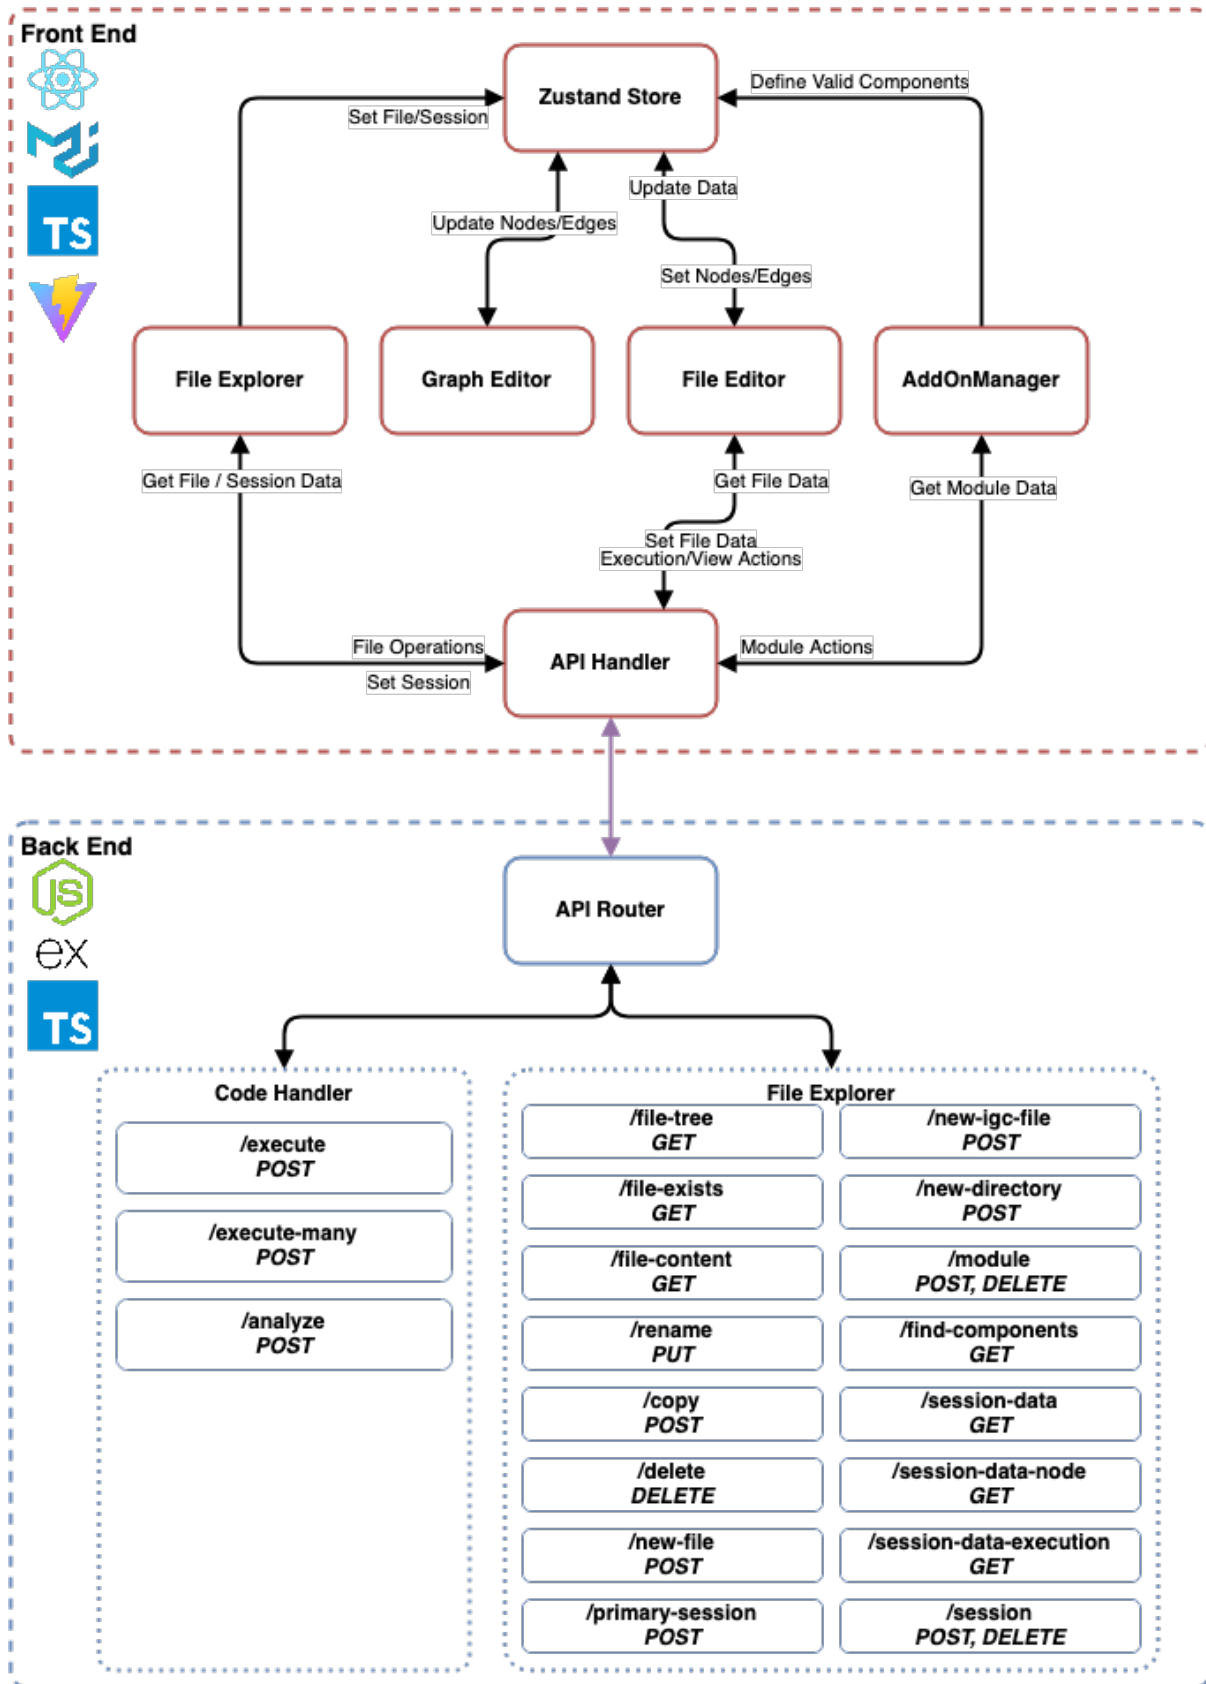 Front End
Zustand Store
Define Valid Components
Set File/Session
Update Data
Update Nodes/Edges
Set Nodes/Edges
TS
File Explorer
Graph Editor
File Editor
AddOnManager
Get File / Session Data
Get File Data
Get Module Data
Set File Data
Execution/View Actions
File Operations
Set Session
API Handler
Module Actions
Back End
JS
ex
TS
API Router
Code Handler
/execute
POST
/execute-many
POST
/analyze
POST
File Explorer
/file-tree
GET
/new-igc-file
POST
/file-exists
GET
/new-directory
POST
/file-content
GET
/module
POST, DELETE
/rename
PUT
/find-components
GET
/copy
POST
/session-data
GET
/delete
DELETE
/session-data-node
GET
/new-file
POST
/session-data-execution
GET
/primary-session
POST
/session
POST, DELETE